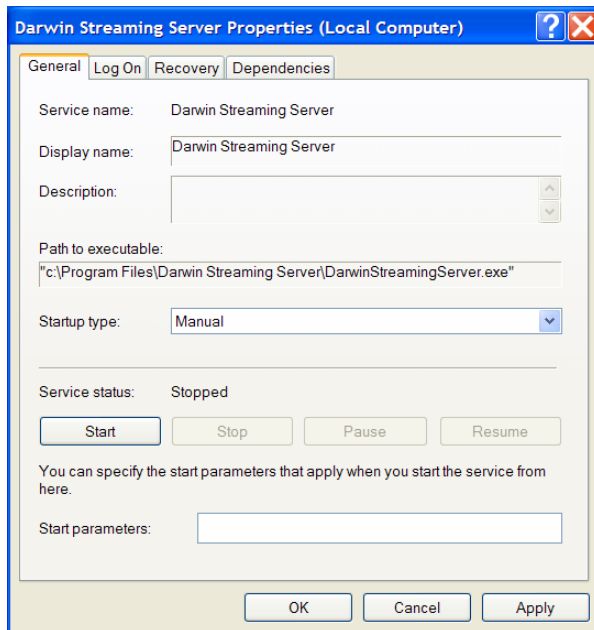 Darwin Streaming Server Properties (Local Computer)
General Log On Recovery Dependencies
Service name: Darwin Streaming Server
Display name: Darwin Streaming Server
Description:
Path to executable:
"c:\Program Files\Darwin Streaming Server\DarwinStreamingServer.exe"
Startup type: Manual
Service status: Stopped
Start Stop Pause Resume
You can specify the start parameters that apply when you start the service from
here.
Start parameters:
OK Cancel Apply